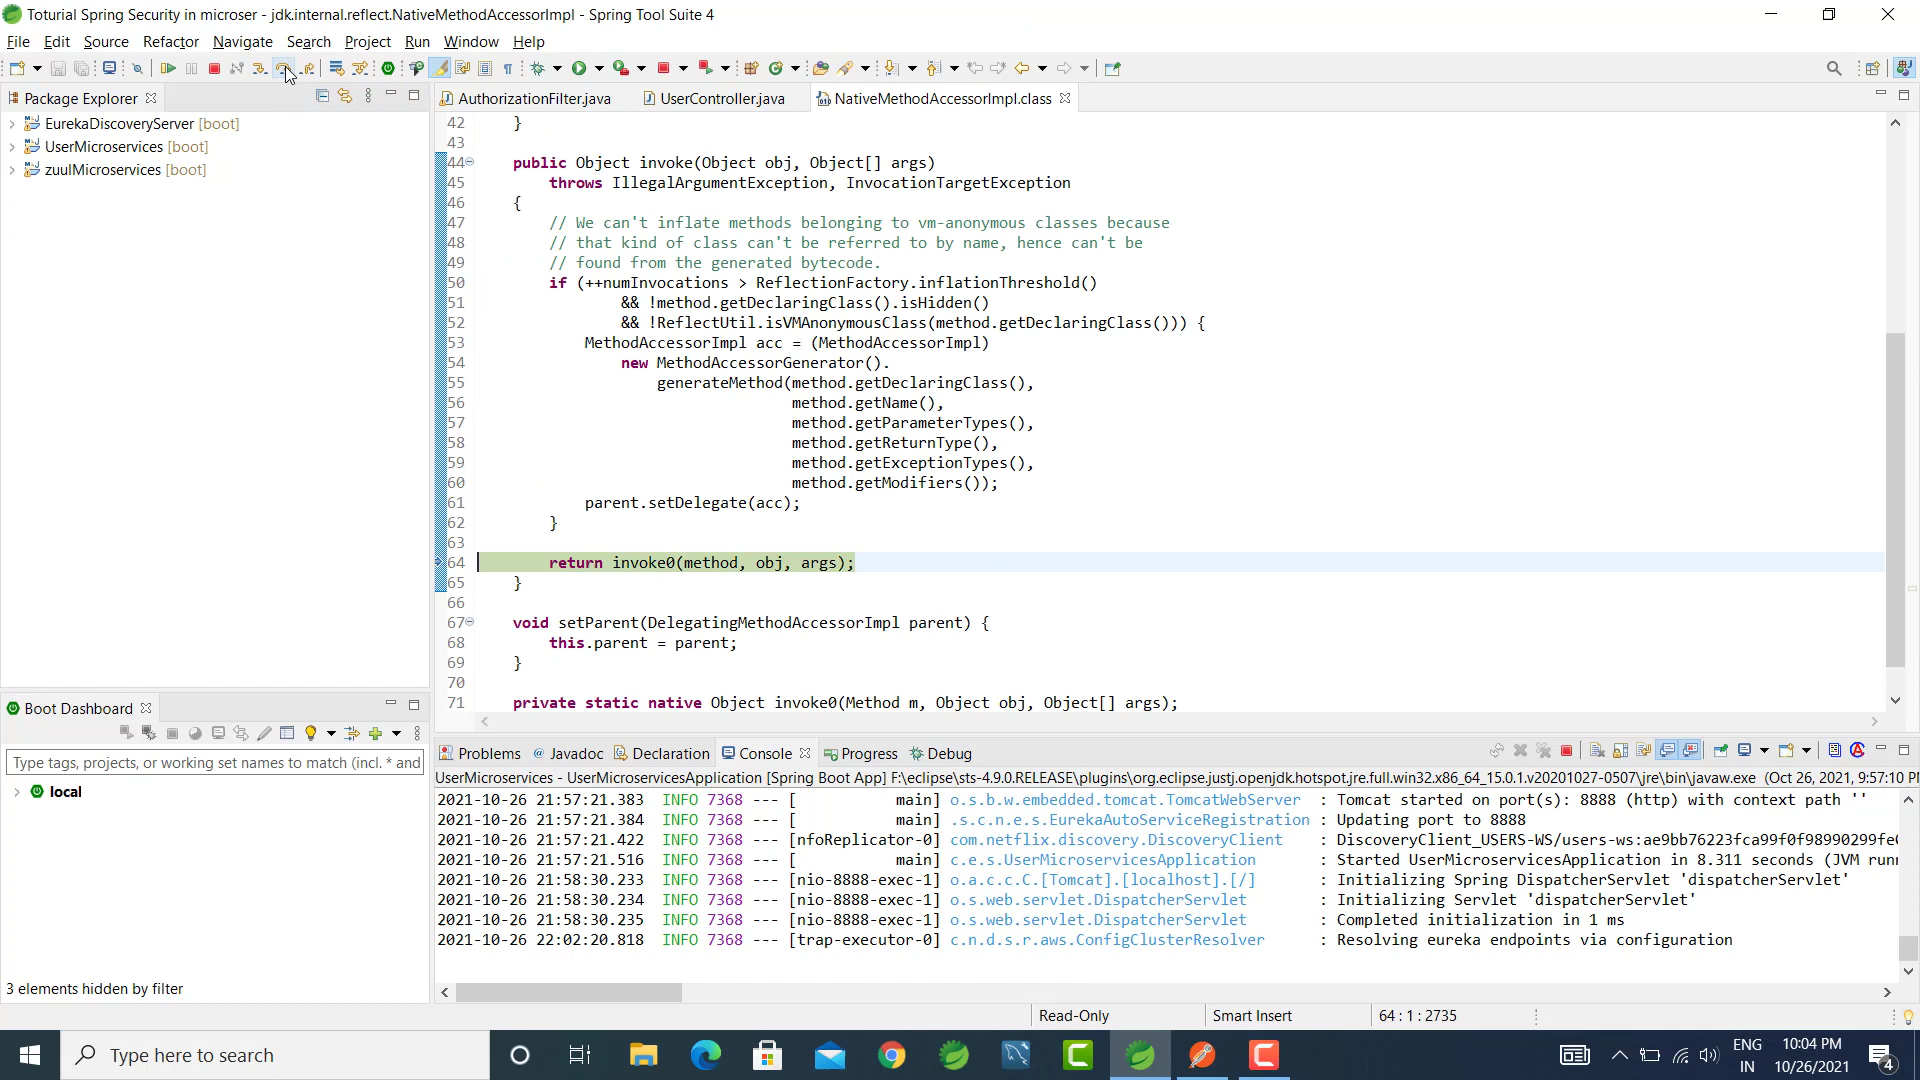 Toturial Spring Security in microser - jdk.internal.reflect.NativeMethodAccessorImpl - Spring Tool Suite 4
File Edit Source Refactor Navigate Search Project Run Window Help
Package Explorer
EurekaDiscoveryServer [boot]
UserMicroservices [boot]
zuulMicroservices [boot]
AuthorizationFilter.java UserController.java NativeMethodAccessorImpl.class
42 }
43
44 public Object invoke(Object obj, Object[] args)
45 throws IllegalArgumentException, InvocationTargetException
46 {
47 // We can't inflate methods belonging to vm-anonymous classes because
48 // that kind of class can't be referred to by name, hence can't be
49 // found from the generated bytecode.
50 if (++numInvocations > ReflectionFactory.inflationThreshold()
51 && !method.getDeclaringClass().isHidden()
52 && !ReflectUtil.isVMAnonymousClass(method.getDeclaringClass())) {
53 MethodAccessorImpl acc = (MethodAccessorImpl)
54 new MethodAccessorGenerator().
55 generateMethod(method.getDeclaringClass(),
56 method.getName(),
57 method.getParameterTypes(),
58 method.getReturnType(),
59 method.getExceptionTypes(),
60 method.getModifiers());
61 parent.setDelegate(acc);
62 }
63
64 return invoke0(method, obj, args);
65 }
66
67 void setParent(DelegatingMethodAccessorImpl parent) {
68 this.parent = parent;
69 }
70
71 private static native Object invoke0(Method m, Object obj, Object[] args);
Boot Dashboard
Type tags, projects, or working set names to match (incl. * and
local
3 elements hidden by filter
Problems Javadoc Declaration Console Progress Debug
UserMicroservices - UserMicroservicesApplication [Spring Boot App] F:\eclipse\sts-4.9.0.RELEASE\plugins\org.eclipse.justj.openjdk.hotspot.jre.full.win32.x86_64_15.0.1.v20201027-0507\jre\bin\javaw.exe (Oct 26, 2021, 9:57:10 P
2021-10-26 21:57:21.383 INFO 7368 --- [ main] o.s.b.w.embedded.tomcat.TomcatWebServer : Tomcat started on port(s): 8888 (http) with context path ''
2021-10-26 21:57:21.384 INFO 7368 --- [ main] .s.c.n.e.s.EurekaAutoServiceRegistration : Updating port to 8888
2021-10-26 21:57:21.422 INFO 7368 --- [nfoReplicator-0] com.netflix.discovery.DiscoveryClient : DiscoveryClient_USERS-WS/users-ws:ae9bb76223fca99f0f98990299fe
2021-10-26 21:57:21.516 INFO 7368 --- [ main] c.e.s.UserMicroservicesApplication : Started UserMicroservicesApplication in 8.311 seconds (JVM runn
2021-10-26 21:58:30.233 INFO 7368 --- [nio-8888-exec-1] o.a.c.c.C.[Tomcat].[localhost].[/] : Initializing Spring DispatcherServlet 'dispatcherServlet'
2021-10-26 21:58:30.234 INFO 7368 --- [nio-8888-exec-1] o.s.web.servlet.DispatcherServlet : Initializing Servlet 'dispatcherServlet'
2021-10-26 21:58:30.235 INFO 7368 --- [nio-8888-exec-1] o.s.web.servlet.DispatcherServlet : Completed initialization in 1 ms
2021-10-26 22:02:20.818 INFO 7368 --- [trap-executor-0] c.n.d.s.r.aws.ConfigClusterResolver : Resolving eureka endpoints via configuration
Read-Only Smart Insert 64 : 1 : 2735
Type here to search
ENG 10:04 PM
IN 10/26/2021
4